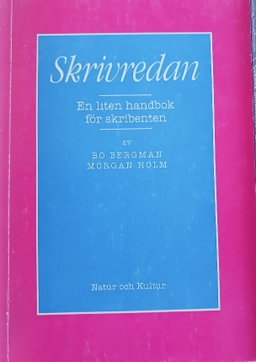 Skrivredan
En liten handbok
för skribenten
av
BO BERGMAN
MORGAN HOLM
Natur och Kultur